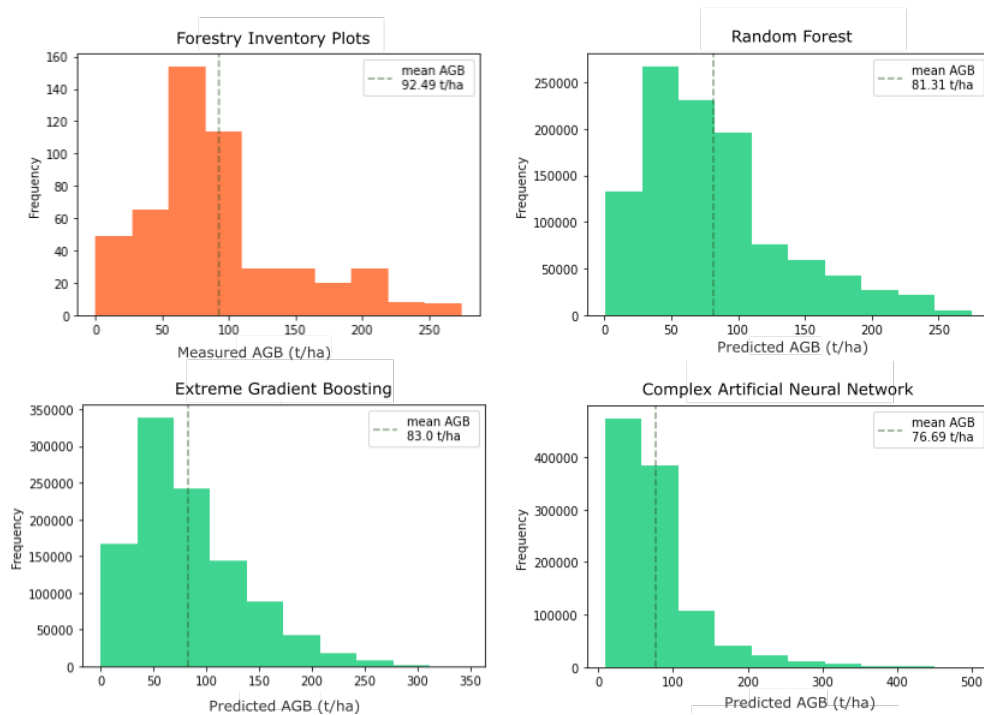 Forestry Inventory Plots
mean AGB
92.49 t/ha
160
140
120
100
80
60
40
20
0
Frequency
0 50 100 150 200 250
Measured AGB (t/ha)
Random Forest
mean AGB
81.31 t/ha
250000
200000
150000
100000
50000
0
Frequency
0 50 100 150 200 250
Predicted AGB (t/ha)
Extreme Gradient Boosting
mean AGB
83.0 t/ha
350000
300000
250000
200000
150000
100000
50000
0
Frequency
0 50 100 150 200 250 300 350
Predicted AGB (t/ha)
Complex Artificial Neural Network
mean AGB
76.69 t/ha
400000
300000
200000
100000
0
Frequency
0 100 200 300 400 500
Predicted AGB (t/ha)